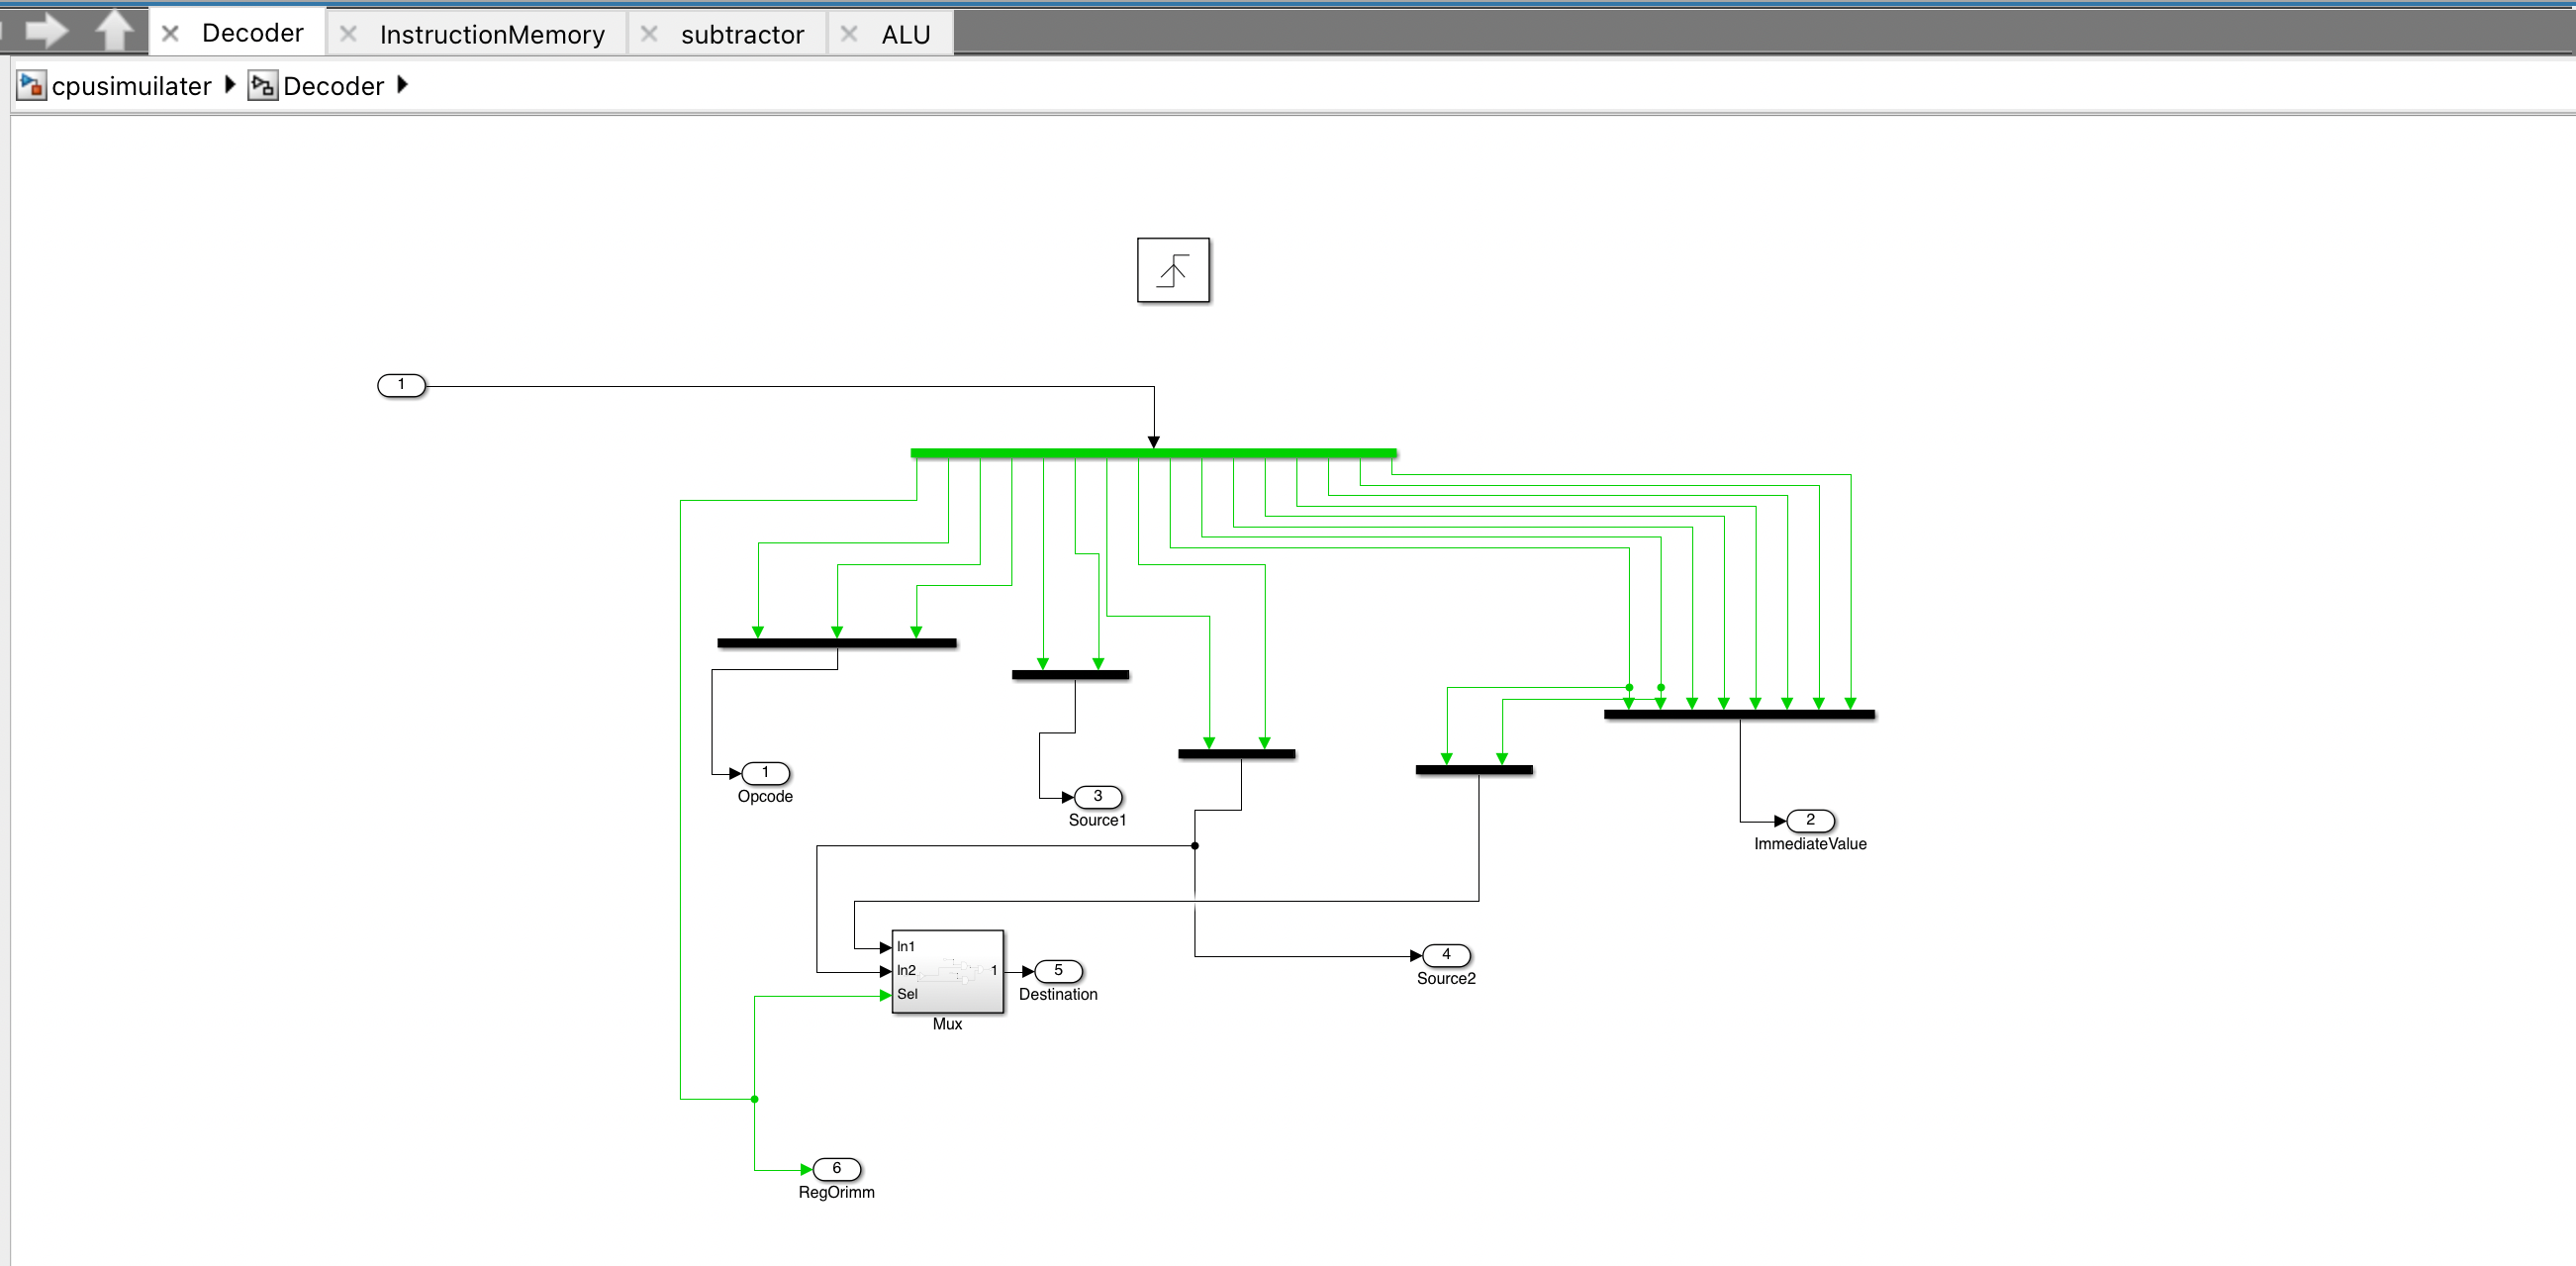 Decoder InstructionMemory subtractor ALU
cpusimuilater Decoder
1
1
Opcode
3
Source1
2
ImmediateValue
In1
In2
Sel
1
Mux
5
Destination
4
Source2
6
RegOrimm